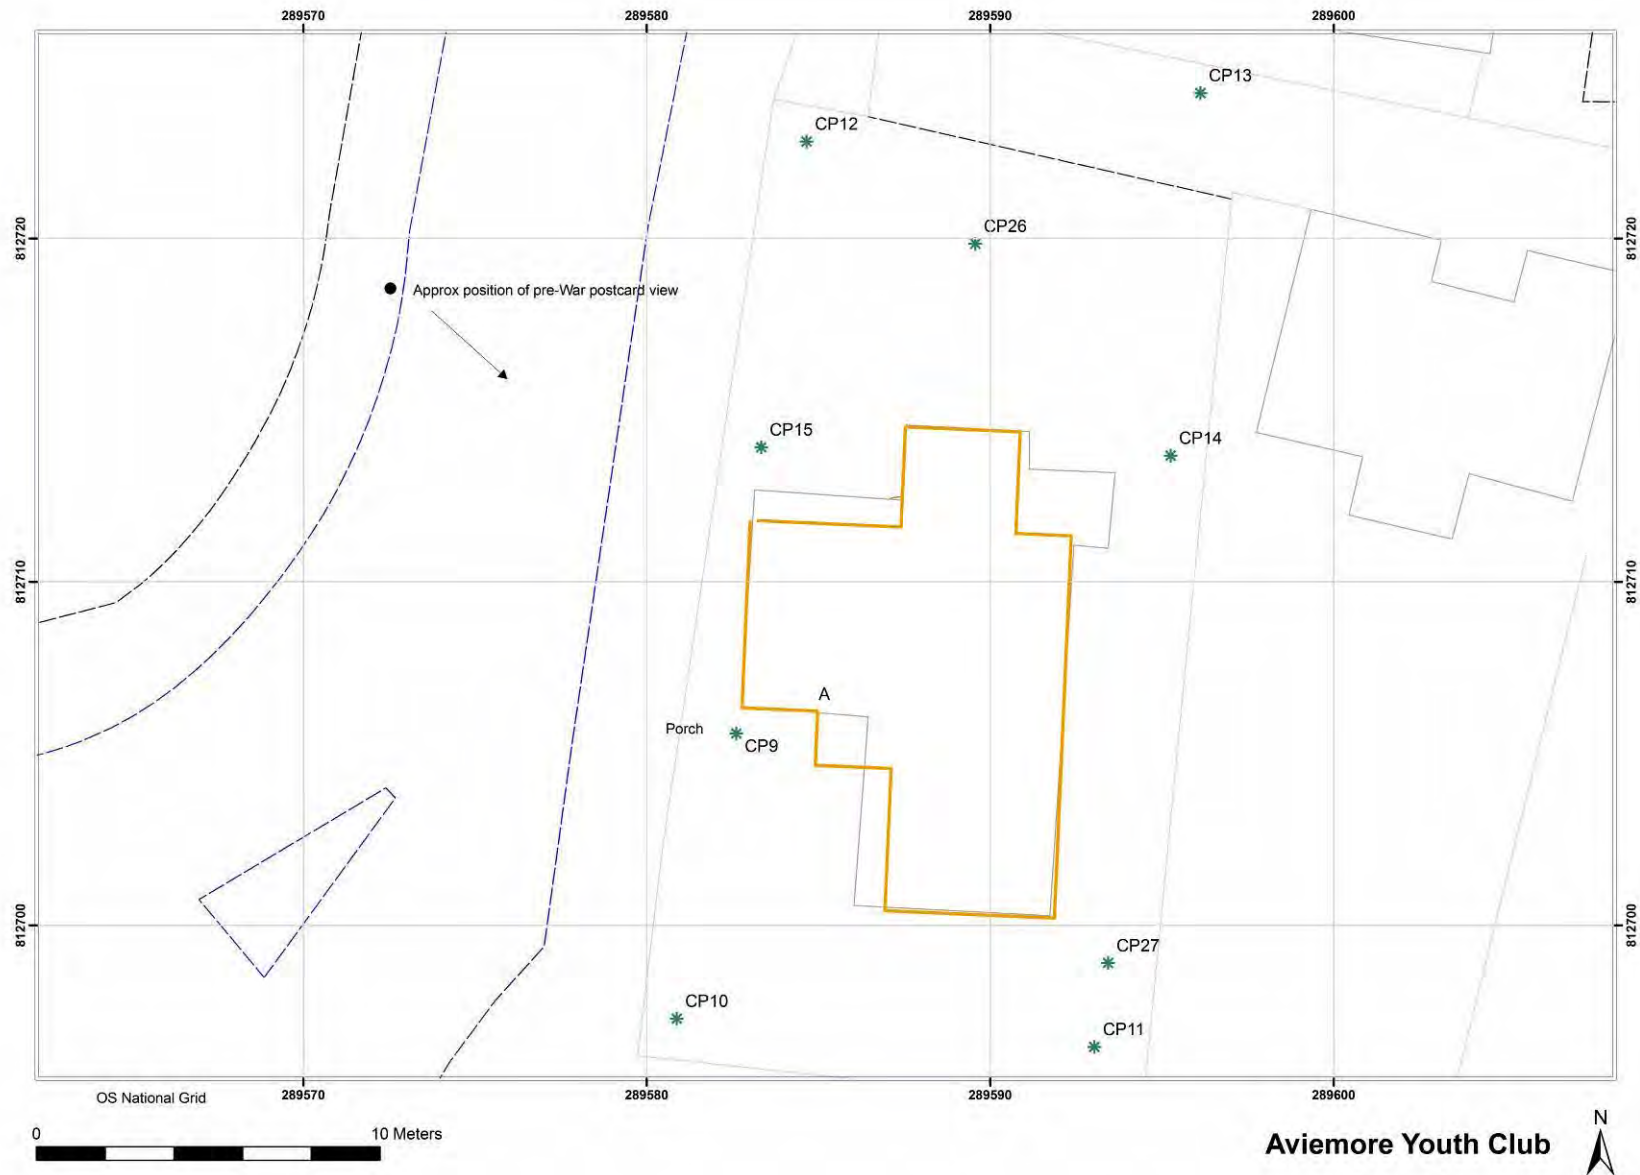 289570
289580
289590
289600
CP13
CP12
812720
CP26
812720
Approx position of pre-War postcard view
CP15
CP14
812710
812710
A
Porch
CP9
812700
812700
CP27
CP10
CP11
OS National Grid
289570
289580
289590
289600
0
10 Meters
Aviemore Youth Club
N